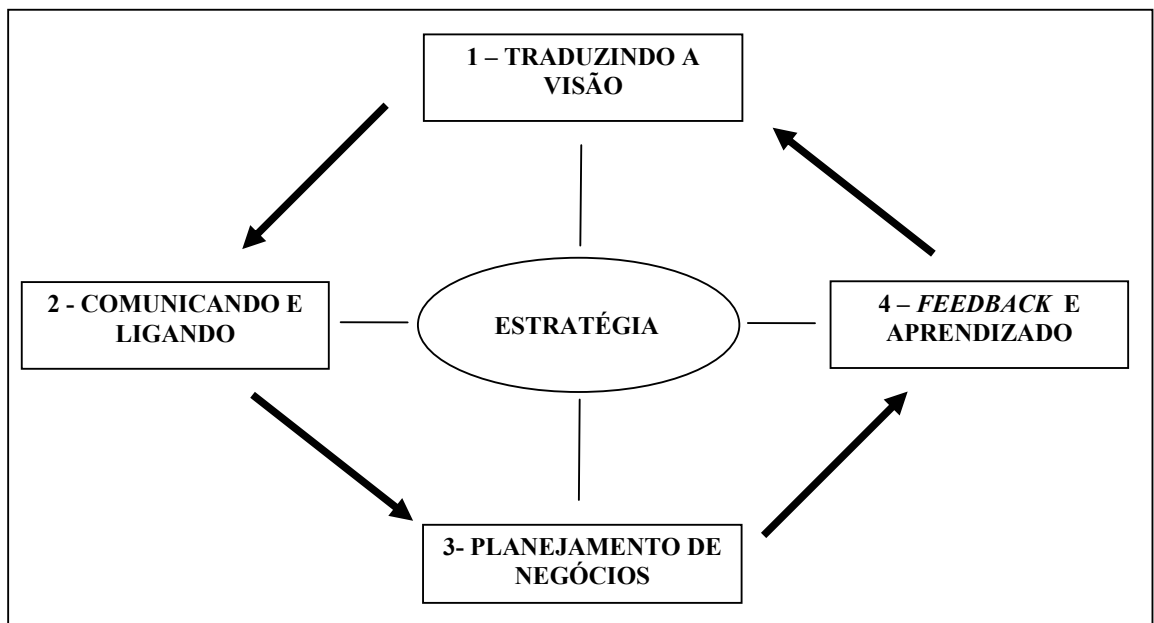 1 – TRADUZINDO A
VISÃO
2 - COMUNICANDO E
LIGANDO
ESTRATÉGIA
4 – FEEDBACK E
APRENDIZADO
3- PLANEJAMENTO DE
NEGÓCIOS